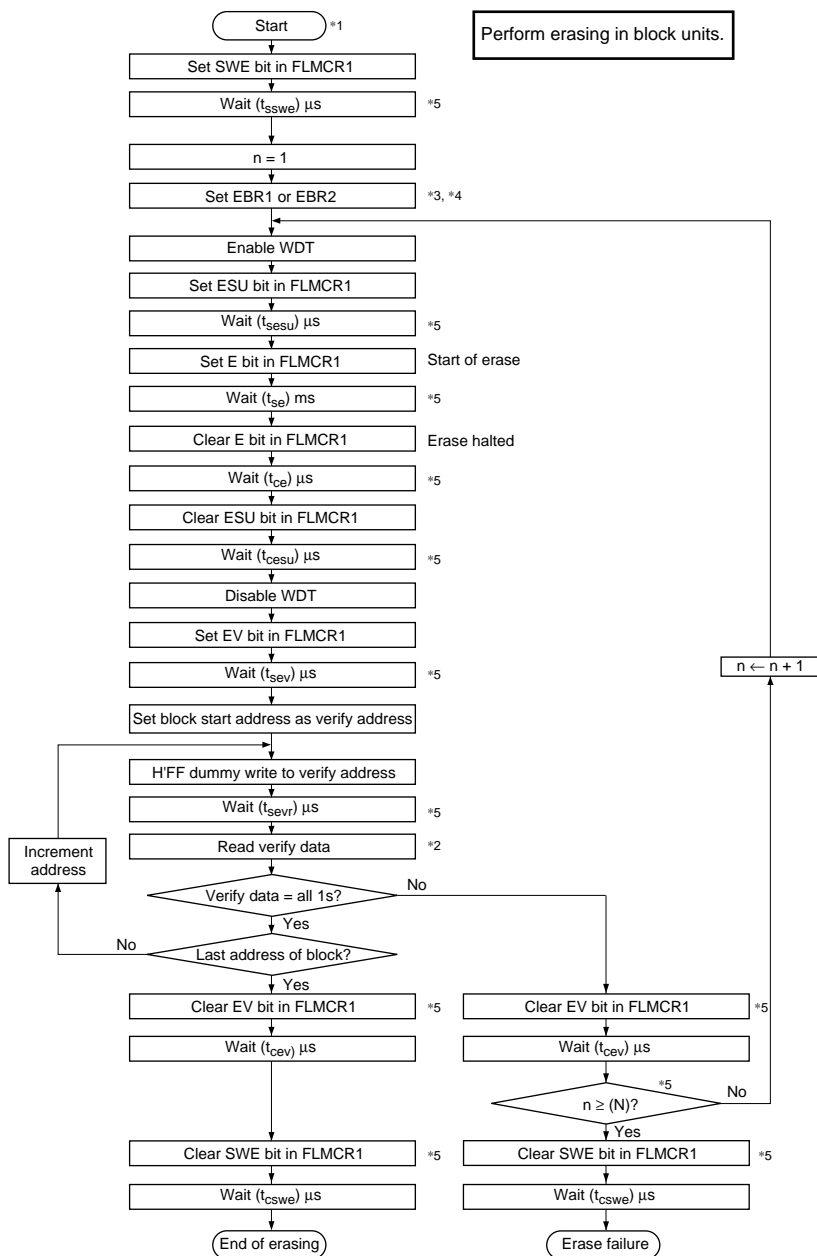 Start
*1
Perform erasing in block units.
Set SWE bit in FLMCR1
Wait (tsswe) μs
*5
n = 1
Set EBR1 or EBR2
*3, *4
Enable WDT
Set ESU bit in FLMCR1
Wait (tsesu) μs
*5
Set E bit in FLMCR1
Start of erase
Wait (tse) ms
*5
Clear E bit in FLMCR1
Erase halted
Wait (tce) μs
*5
Clear ESU bit in FLMCR1
Wait (tcesu) μs
*5
Disable WDT
Set EV bit in FLMCR1
Wait (tsev) μs
*5
n ← n + 1
Set block start address as verify address
H'FF dummy write to verify address
Wait (tsevr) μs
*5
Read verify data
*2
Increment
address
Verify data = all 1s?
No
Yes
Last address of block?
No
Yes
Clear EV bit in FLMCR1
*5
Clear EV bit in FLMCR1
*5
Wait (tcev) μs
Wait (tcev) μs
*5
n ≥ (N)?
No
Yes
Clear SWE bit in FLMCR1
*5
Clear SWE bit in FLMCR1
*5
Wait (tcswe) μs
Wait (tcswe) μs
End of erasing
Erase failure